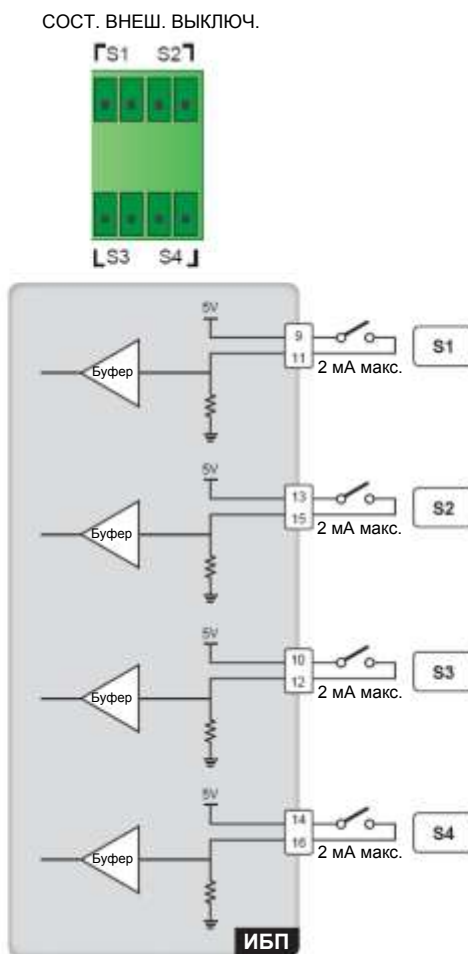 СОСТ. ВНЕШ. ВЫКЛЮЧ.
S1 S2
S3 S4
5V
9
11
Буфер
2 мА макс.
S1
5V
13
15
Буфер
2 мА макс.
S2
5V
10
12
Буфер
2 мА макс.
S3
5V
14
16
Буфер
2 мА макс.
S4
ИБП